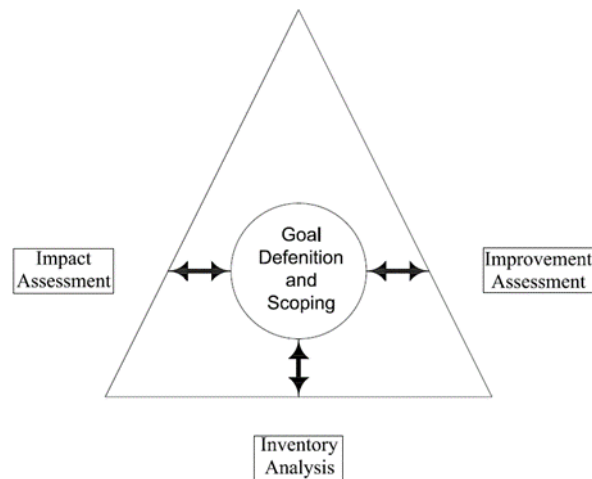 Goal
Defenition
and
Scoping
Impact
Assessment
Improvement
Assessment
Inventory
Analysis